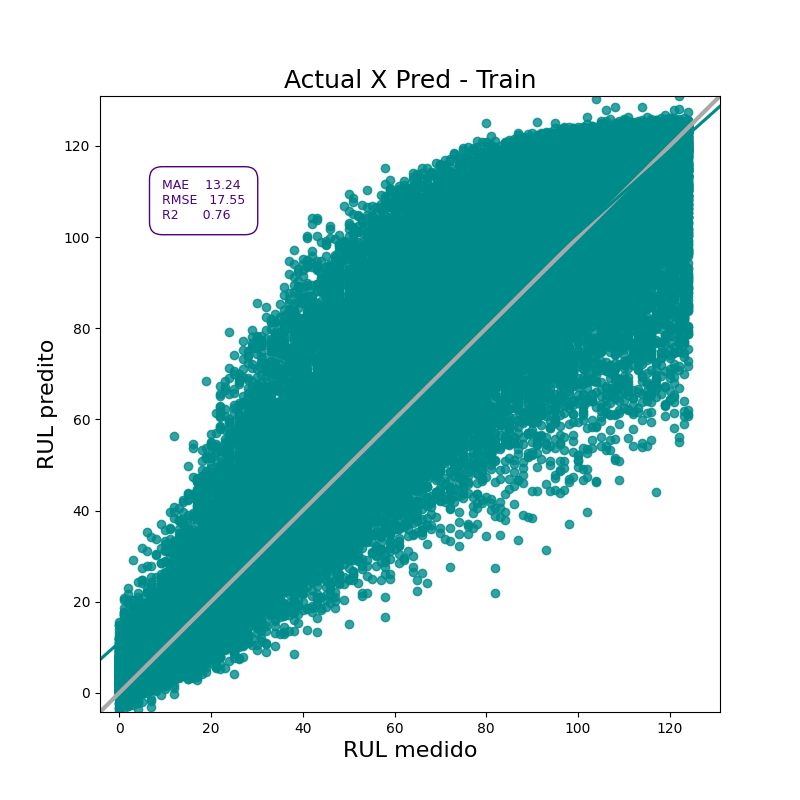 Actual X Pred - Train
120
100
80
60
40
20
0
MAE 13.24
RMSE 17.55
R2 0.76
RUL predito
0 20 40 60 80 100 120
RUL medido